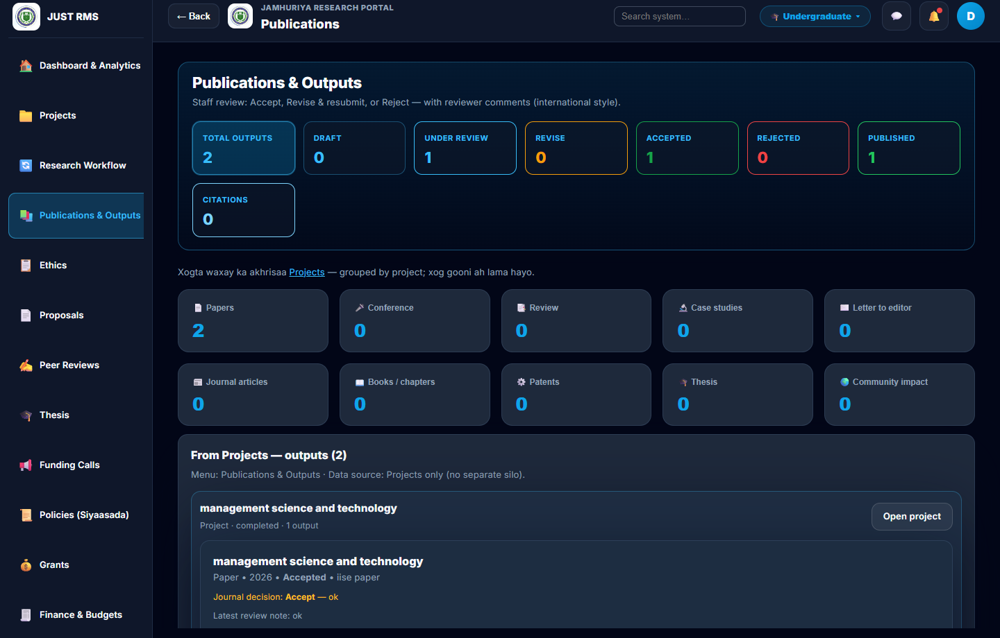 JUST RMS
← Back
JAMHURIYA RESEARCH PORTAL
Publications
Search system...
Undergraduate
D
Dashboard & Analytics
Projects
Research Workflow
Publications & Outputs
Ethics
Proposals
Peer Reviews
Thesis
Funding Calls
Policies (Siyaasada)
Grants
Finance & Budgets
Publications & Outputs
Staff review: Accept, Revise & resubmit, or Reject — with reviewer comments (international style).
TOTAL OUTPUTS
2
DRAFT
0
UNDER REVIEW
1
REVISE
0
ACCEPTED
1
REJECTED
0
PUBLISHED
1
CITATIONS
0
Xogta waxay ka akhrisaa Projects — grouped by project; xog gooni ah lama hayo.
Papers
2
Conference
0
Review
0
Case studies
0
Letter to editor
0
Journal articles
0
Books / chapters
0
Patents
0
Thesis
0
Community impact
0
From Projects — outputs (2)
Menu: Publications & Outputs · Data source: Projects only (no separate silo).
management science and technology
Project · completed · 1 output
Open project
management science and technology
Paper • 2026 • Accepted • iise paper
Journal decision: Accept — ok
Latest review note: ok